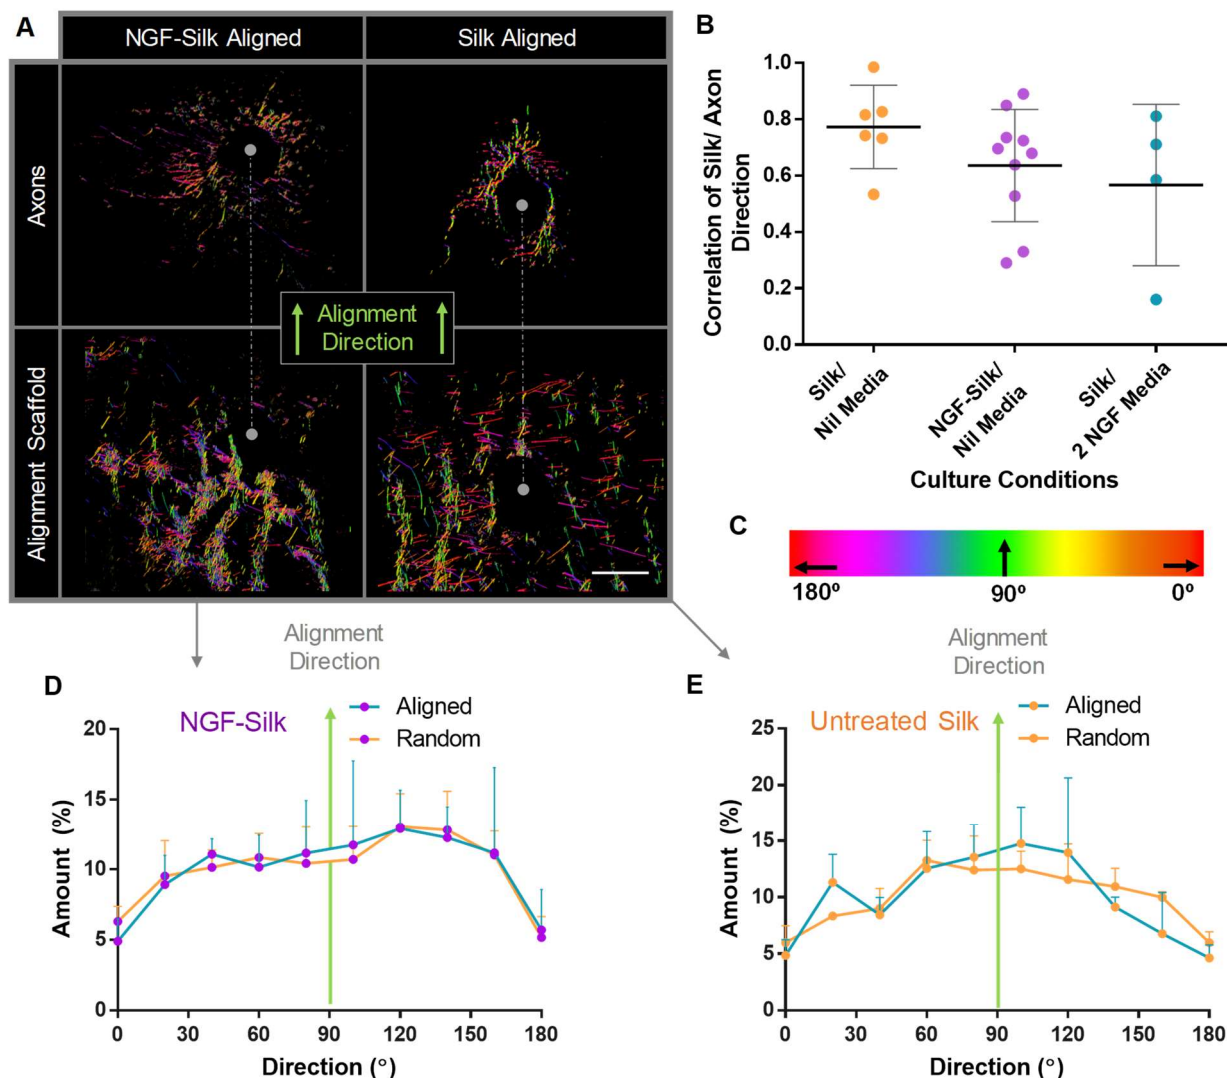 A
NGF-Silk Aligned
Silk Aligned
Axons
Alignment
Direction
Alignment Scaffold
B
Correlation of Silk/ Axon
Direction
1.0
0.8
0.6
0.4
0.2
0.0
Silk/
Nil Media
NGF-Silk/
Nil Media
Silk/
2 NGF Media
Culture Conditions
C
180º
90º
0º
Alignment
Direction
Alignment
Direction
D
NGF-Silk
Aligned
Random
Amount (%)
20
15
10
5
0
0
30
60
90
120
150
180
Direction (°)
E
Untreated Silk
Aligned
Random
Amount (%)
25
20
15
10
5
0
0
30
60
90
120
150
180
Direction (°)